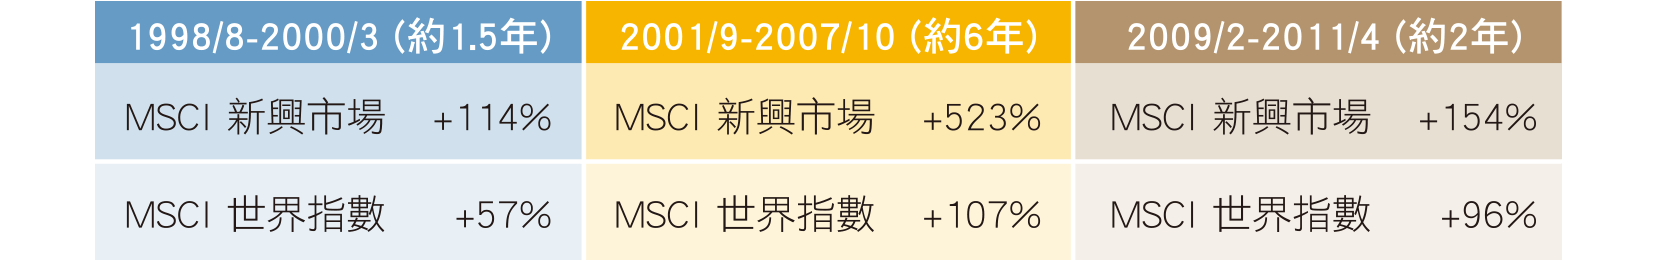 1998/8-2000/3 (約1.5年)
MSCI 新興市場 +114%
MSCI 世界指數 +57%
2001/9-2007/10 (約6年)
MSCI 新興市場 +523%
MSCI 世界指數 +107%
2009/2-2011/4 (約2年)
MSCI 新興市場 +154%
MSCI 世界指數 +96%